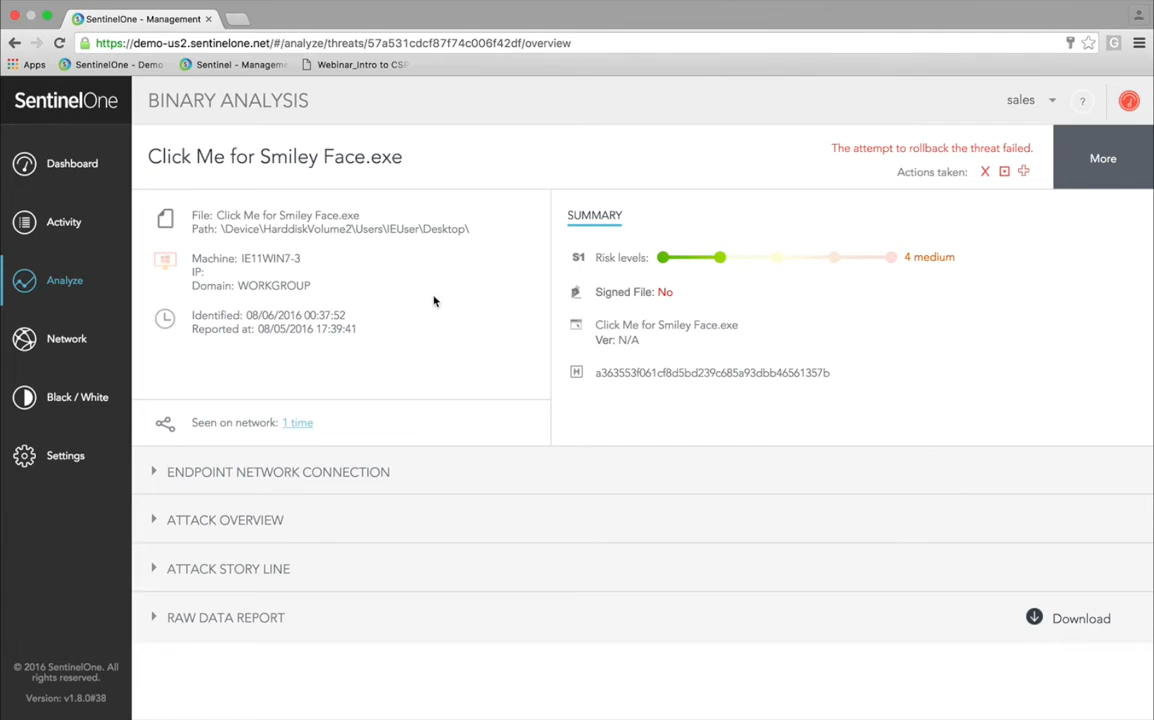 SentinelOne - Management
https://demo-us2.sentinelone.net/#/analyze/threats/57a531cdcf87f74c006f42df/overview
Apps SentinelOne - Demo Sentinel - Manageme Webinar_Intro to CSF
SentinelOne
BINARY ANALYSIS
sales
?
Dashboard
Activity
Analyze
Network
Black / White
Settings
© 2016 SentinelOne. All
rights reserved.
Version: v1.8.0#38
Click Me for Smiley Face.exe
The attempt to rollback the threat failed.
Actions taken:
More
File: Click Me for Smiley Face.exe
Path: \Device\HarddiskVolume2\Users\IEUser\Desktop\
Machine: IE11WIN7-3
IP:
Domain: WORKGROUP
Identified: 08/06/2016 00:37:52
Reported at: 08/05/2016 17:39:41
Seen on network: 1 time
SUMMARY
S1 Risk levels: 4 medium
Signed File: No
Click Me for Smiley Face.exe
Ver: N/A
H a363553f061cf8d5bd239c685a93dbb46561357b
ENDPOINT NETWORK CONNECTION
ATTACK OVERVIEW
ATTACK STORY LINE
RAW DATA REPORT
Download